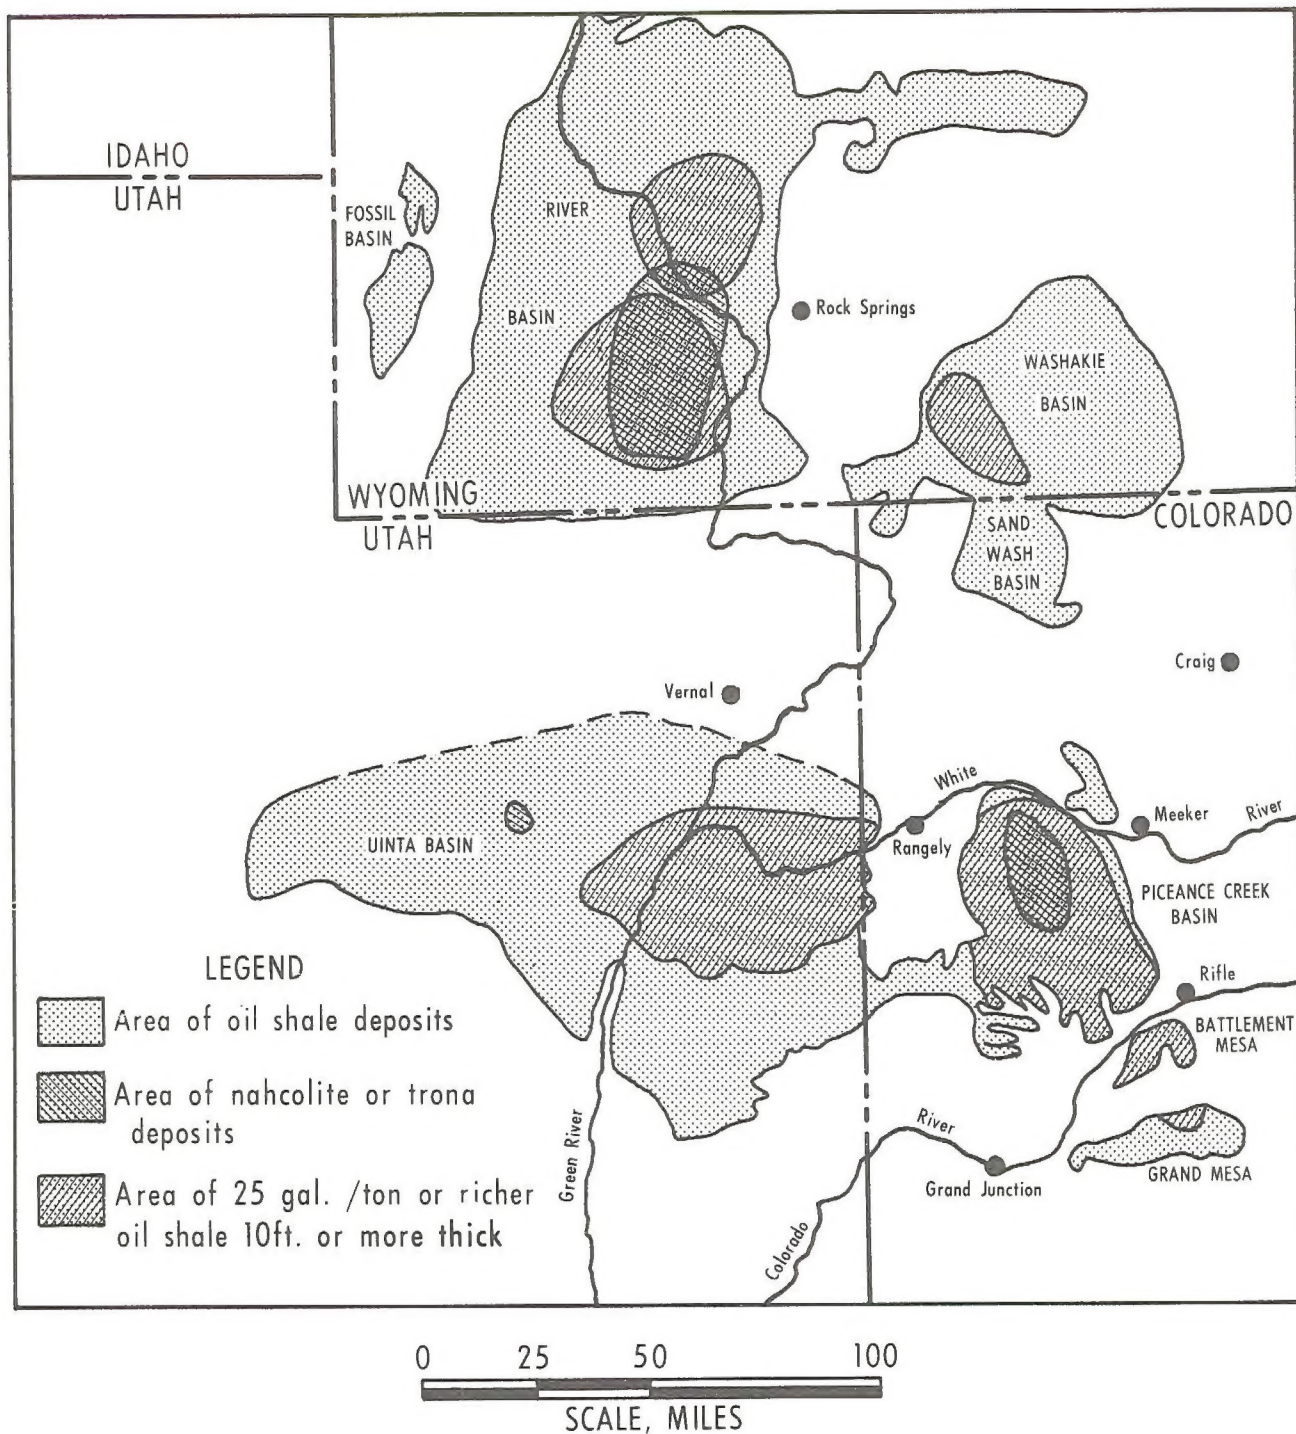 IDAHO
UTAH
FOSSIL
BASIN
RIVER
BASIN
Rock Springs
WASHAKIE
BASIN
WYOMING
UTAH
COLORADO
SAND
WASH
BASIN
Craig
Vernal
White
River
Meeker
Rangely
UINTA BASIN
PICEANCE CREEK
BASIN
Rifle
BATTLEMENT
MESA
River
Grand Junction
GRAND MESA
Green River
Colorado
LEGEND
Area of oil shale deposits
Area of nahcolite or trona
deposits
Area of 25 gal. /ton or richer
oil shale 10ft. or more thick
0 25 50 100
SCALE, MILES